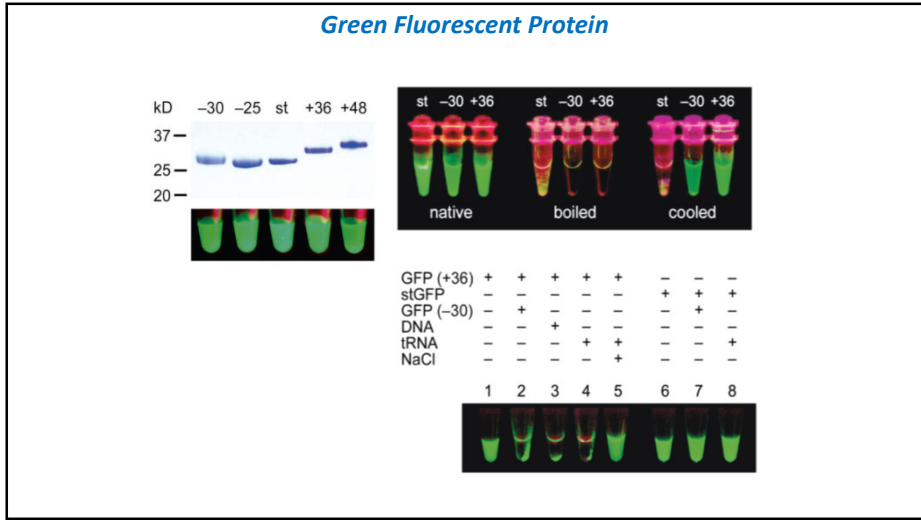 Green Fluorescent Protein
kD –30 –25 st +36 +48
37
25
20
st –30 +36 st –30 +36 st –30 +36
native boiled cooled
GFP (+36) + + + + + – – –
stGFP – – – – – + + +
GFP (–30) – + – – – – + –
DNA – – + – – – – –
tRNA – – – + + – – +
NaCl – – – – + – – –
1 2 3 4 5 6 7 8